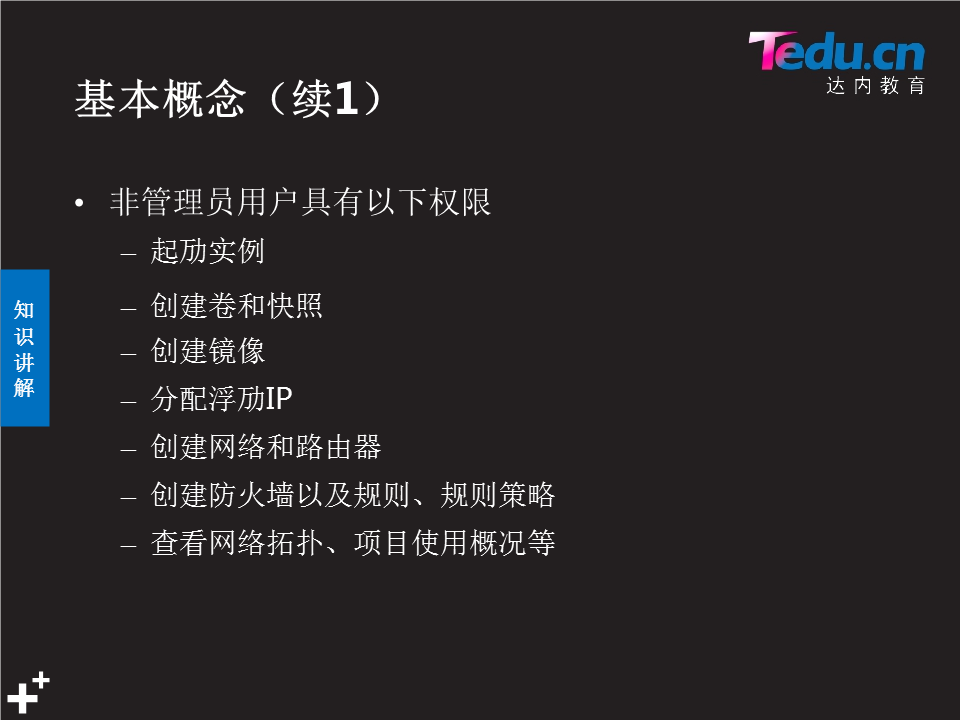 Tedu.cn
达内教育
基本概念（续1）
• 非管理员用户具有以下权限
– 起劢实例
– 创建卷和快照
– 创建镜像
– 分配浮劢IP
– 创建网络和路由器
– 创建防火墙以及规则、规则策略
– 查看网络拓扑、项目使用概况等
知
识
讲
解